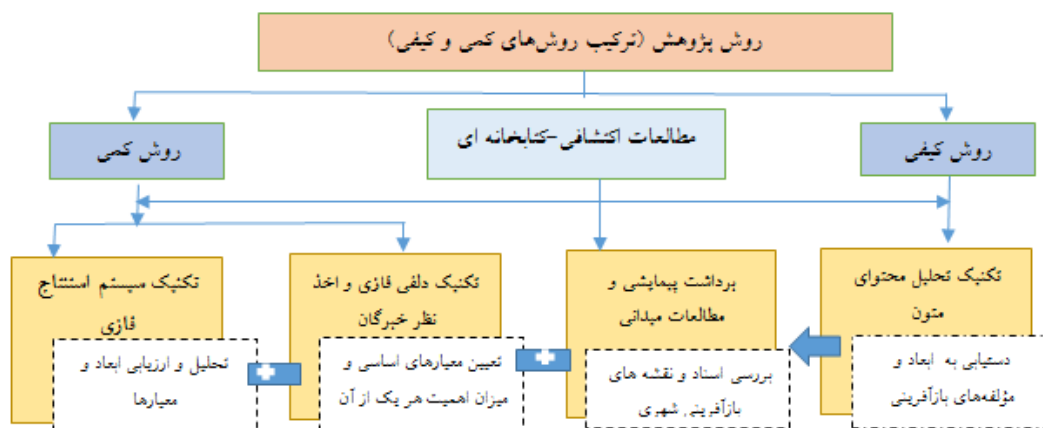 روش پژوهش (ترکیب روش‌های کمی و کیفی)
روش کیفی
مطالعات اکتشافی-کتابخانه ای
روش کمی
تکنیک تحلیل محتوای
متون
دستیابی به ابعاد و
مؤلفه‌های بازآفرینی
برداشت پیمایشی و
مطالعات میدانی
بررسی اسناد و نقشه های
بازآفرینی شهری
تکنیک دلفی فازی و اخذ
نظر خبرگان
تعیین معیارهای اساسی و
میزان اهمیت هر یک از آن
تکنیک سیستم استنتاج
فازی
تحلیل و ارزیابی ابعاد و
معیارها